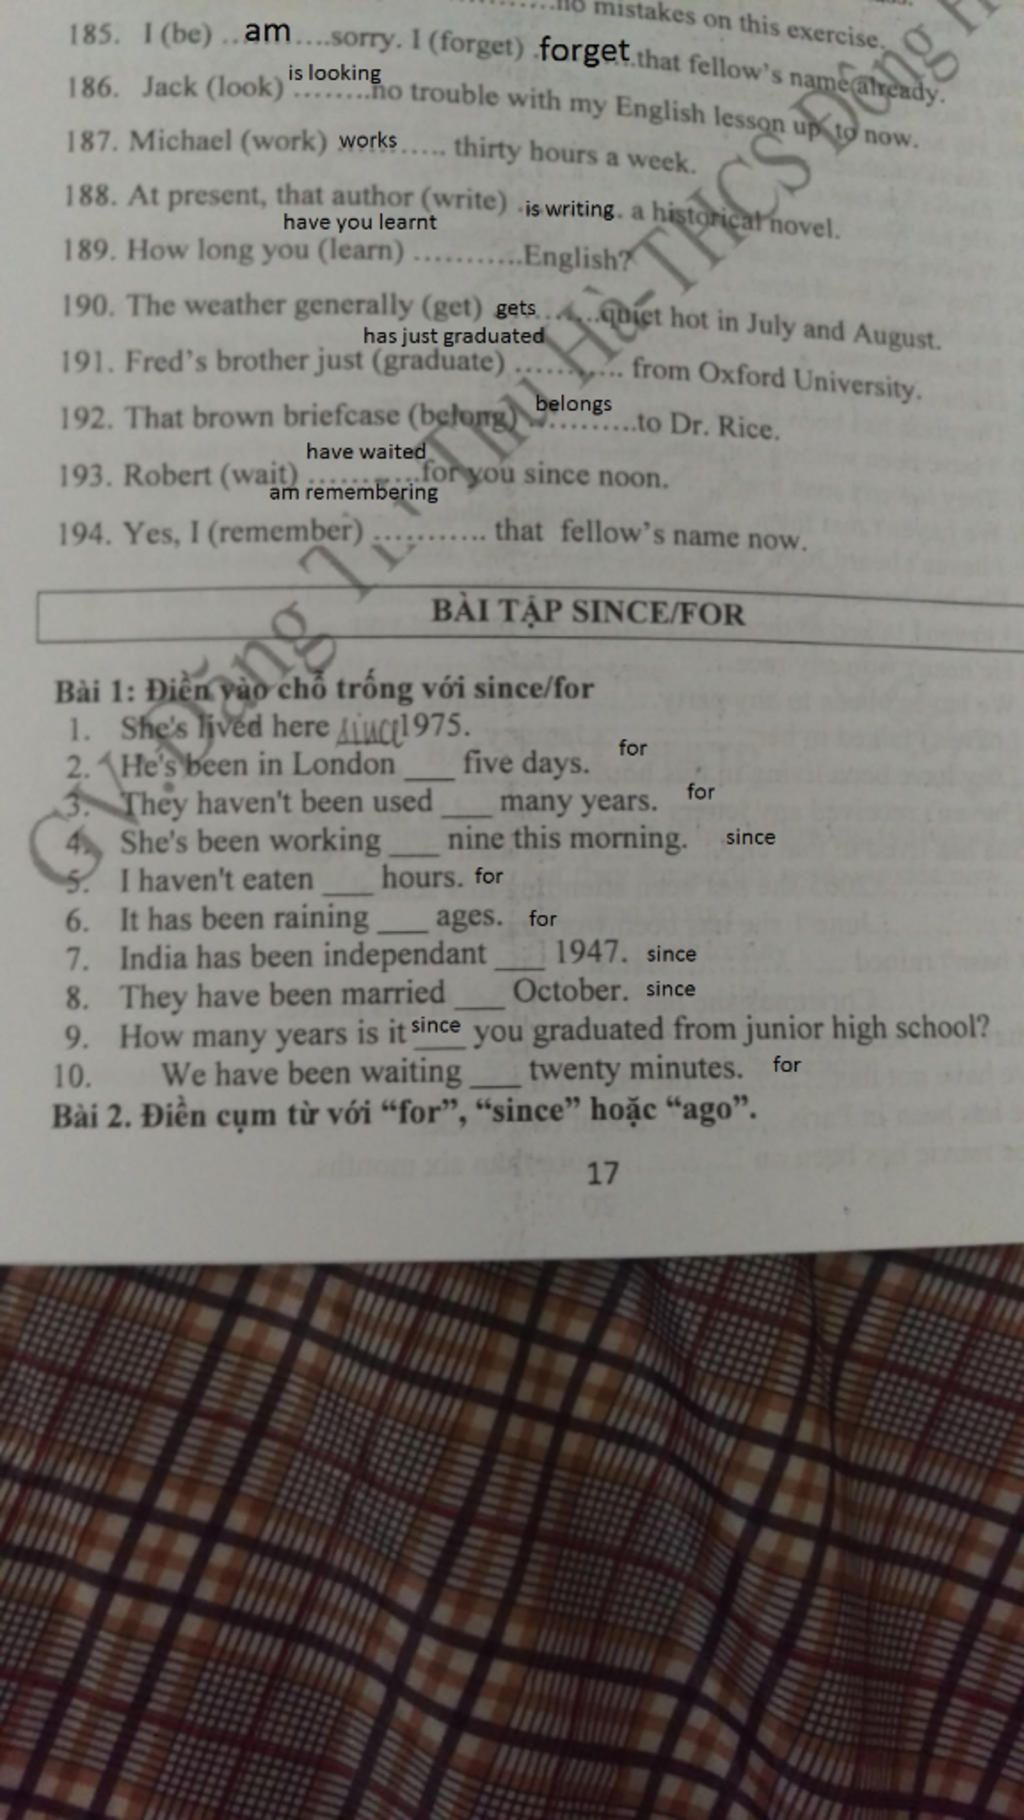 no mistakes on this exercise.
185. I (be) ..am....sorry. I (forget) .forget..that fellow's name already.
is looking
186. Jack (look) ........no trouble with my English lesson up to now.
187. Michael (work) works....... thirty hours a week.
188. At present, that author (write) .is writing. a historical novel.
have you learnt
189. How long you (learn) ...........English?
190. The weather generally (get) gets.......quiet hot in July and August.
has just graduated
191. Fred's brother just (graduate) ........... from Oxford University.
belongs
192. That brown briefcase (belong) ...........to Dr. Rice.
have waited
193. Robert (wait) ............for you since noon.
am remembering
194. Yes, I (remember) ........... that fellow's name now.
BÀI TẬP SINCE/FOR
Bài 1: Điền vào chỗ trống với since/for
1. She's lived here since 1975.
2. He's been in London ___ five days. for
3. They haven't been used ___ many years. for
4. She's been working ___ nine this morning. since
5. I haven't eaten ___ hours. for
6. It has been raining ___ ages. for
7. India has been independant ___ 1947. since
8. They have been married ___ October. since
9. How many years is it since you graduated from junior high school?
10. We have been waiting ___ twenty minutes. for
Bài 2. Điền cụm từ với “for”, “since” hoặc “ago”.
17